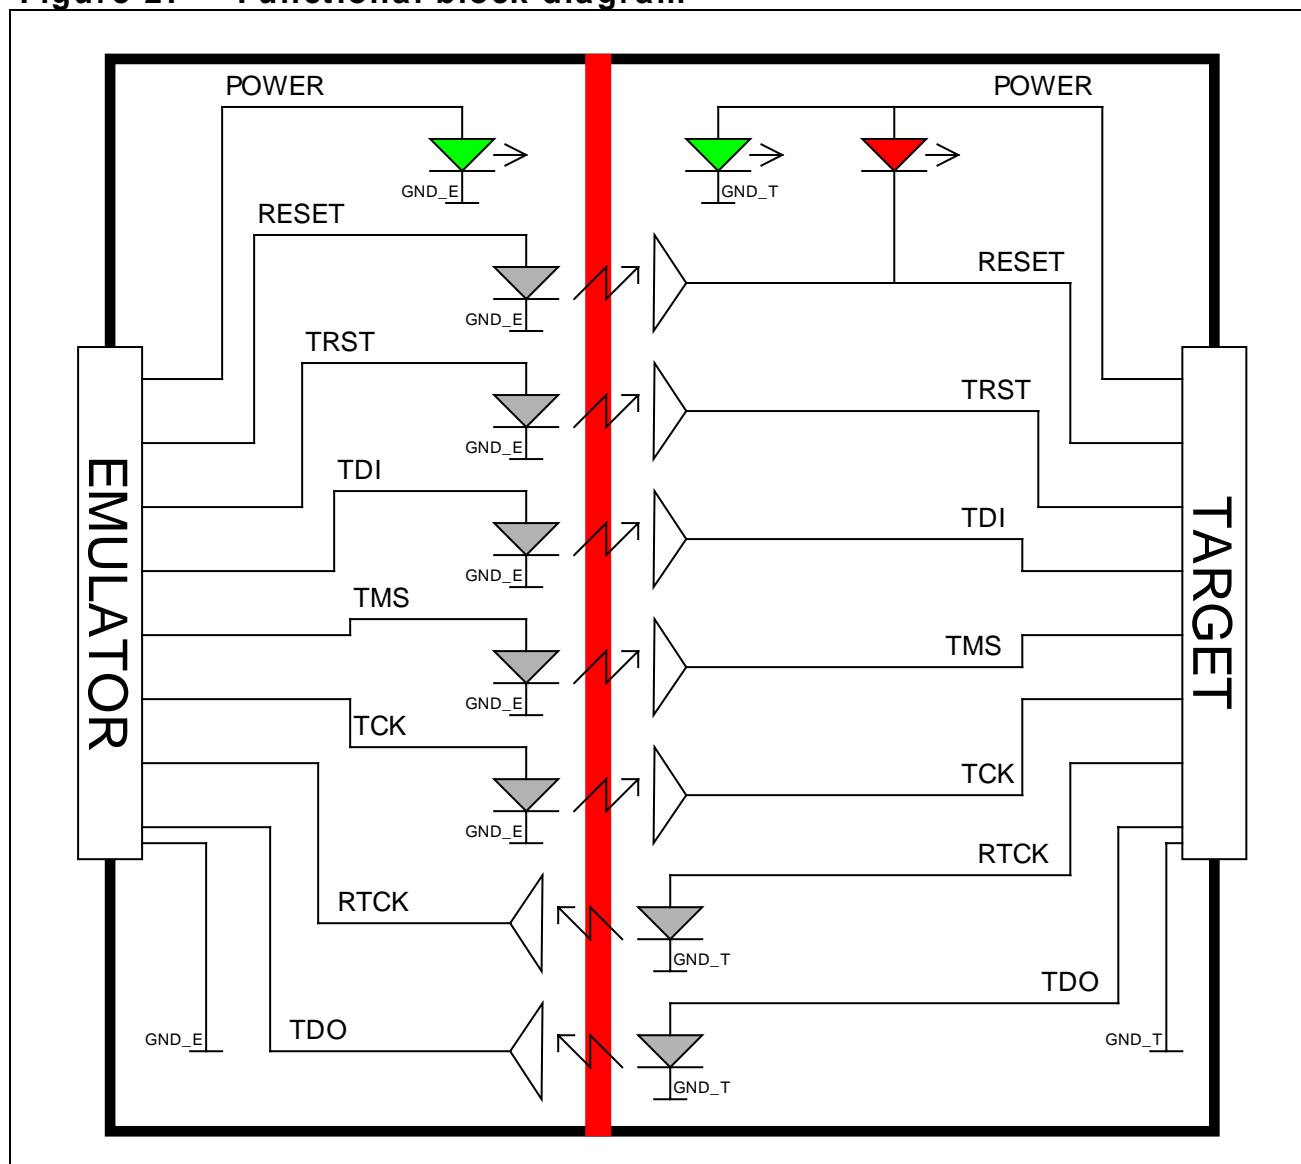 Figure 2. Functional block diagram
POWER
POWER
GND_E
GND_T
RESET
RESET
GND_E
TRST
TRST
GND_E
TDI
TDI
GND_E
TMS
TMS
GND_E
TCK
TCK
GND_E
RTCK
RTCK
GND_T
TDO
TDO
GND_E
GND_T
GND_T
EMULATOR
TARGET